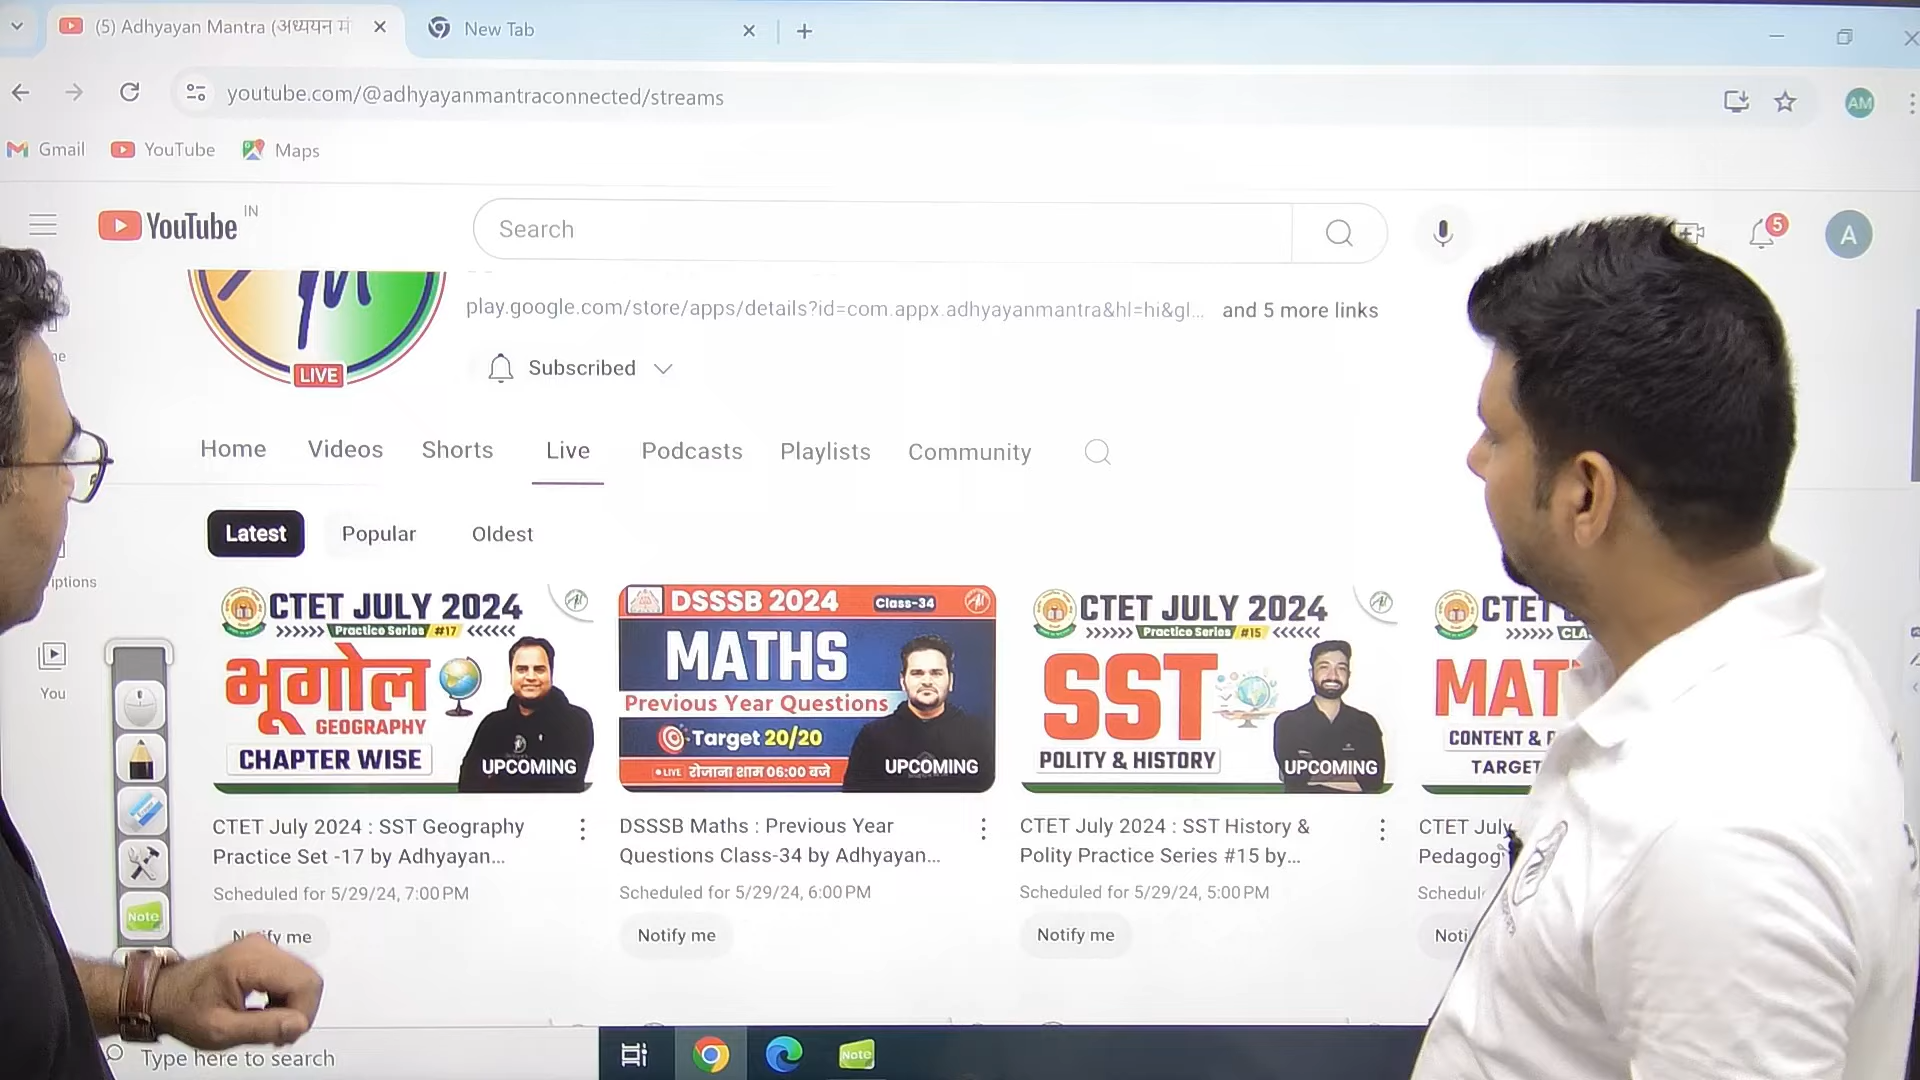 (5) Adhyayan Mantra (अध्ययन मं
New Tab
youtube.com/@adhyayanmantraconnected/streams
AM
Gmail
YouTube
Maps
YouTube IN
Search
5
A
LIVE
play.google.com/store/apps/details?id=com.appx.adhyayanmantra&hl=hi&gl... and 5 more links
Subscribed
Home
Videos
Shorts
Live
Podcasts
Playlists
Community
Latest
Popular
Oldest
You
CTET JULY 2024
Practice Series #17
भूगोल
GEOGRAPHY
CHAPTER WISE
UPCOMING
CTET July 2024 : SST Geography
Practice Set -17 by Adhyayan...
Scheduled for 5/29/24, 7:00 PM
DSSSB 2024
Class-34
MATHS
Previous Year Questions
Target 20/20
LIVE रोजाना शाम 06:00 बजे
UPCOMING
DSSSB Maths : Previous Year
Questions Class-34 by Adhyayan...
Scheduled for 5/29/24, 6:00 PM
Notify me
CTET JULY 2024
Practice Series #15
SST
POLITY & HISTORY
UPCOMING
CTET July 2024 : SST History &
Polity Practice Series #15 by...
Scheduled for 5/29/24, 5:00 PM
Notify me
CTET
CONTENT &
TARGET
CTET July
Note
Type here to search
Note